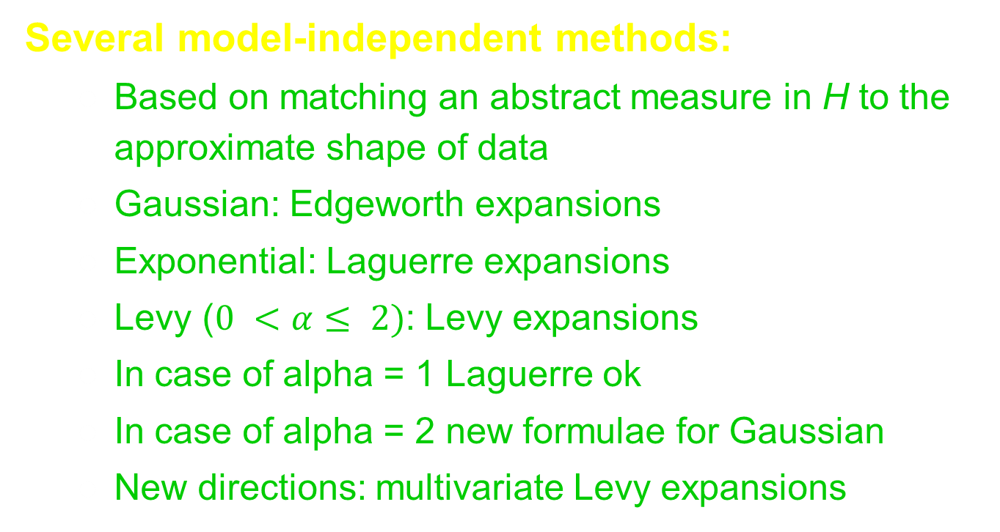 Several model-independent methods:
Based on matching an abstract measure in H to the
approximate shape of data
Gaussian: Edgeworth expansions
Exponential: Laguerre expansions
Levy (0 < α ≤ 2): Levy expansions
In case of alpha = 1 Laguerre ok
In case of alpha = 2 new formulae for Gaussian
New directions: multivariate Levy expansions